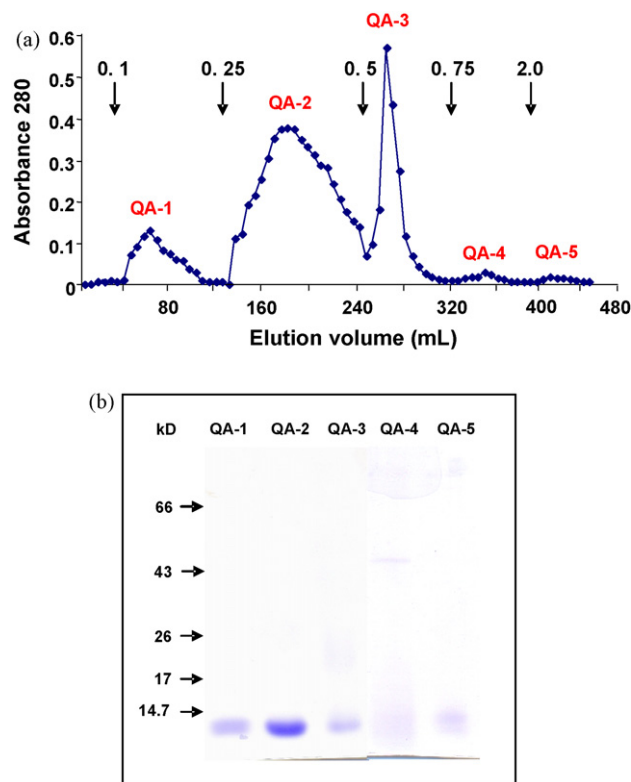 (a)
QA-3
0.6
0. 1
0. 25
0. 5
0. 75
2.0
0.5
QA-2
0.4
0.3
0.2
QA-1
0.1
QA-4
QA-5
0
80
160
240
320
400
480
Absorbance 280
Elution volume (mL)
(b)
kD QA-1 QA-2 QA-3 QA-4 QA-5
66
43
26
17
14.7